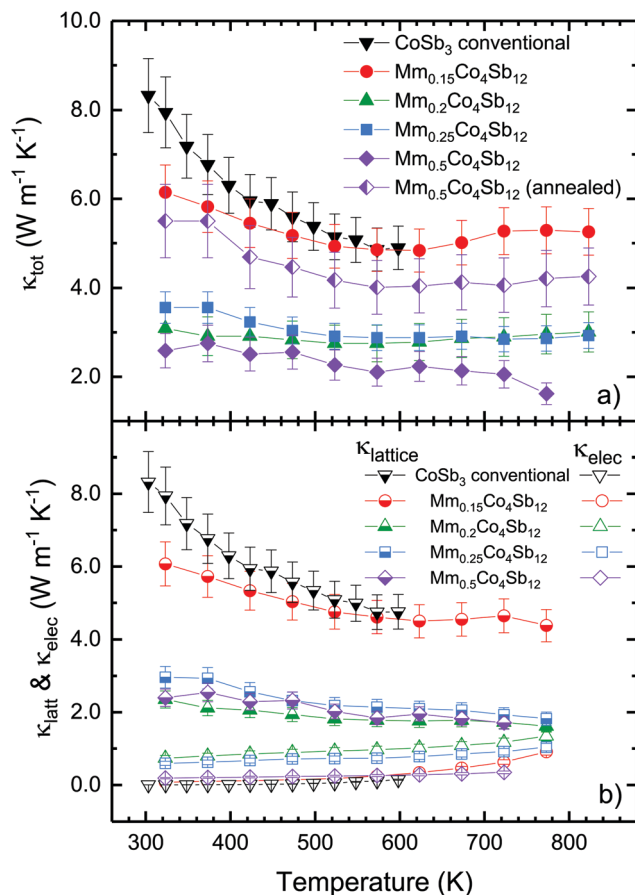 10.0
8.0
6.0
4.0
2.0
κtot (W m⁻¹ K⁻¹)
CoSb₃ conventional
Mm₀.₁₅Co₄Sb₁₂
Mm₀.₂Co₄Sb₁₂
Mm₀.₂₅Co₄Sb₁₂
Mm₀.₅Co₄Sb₁₂
Mm₀.₅Co₄Sb₁₂ (annealed)
a)
8.0
6.0
4.0
2.0
0.0
κlatt & κelec (W m⁻¹ K⁻¹)
κlattice κelec
CoSb₃ conventional
Mm₀.₁₅Co₄Sb₁₂
Mm₀.₂Co₄Sb₁₂
Mm₀.₂₅Co₄Sb₁₂
Mm₀.₅Co₄Sb₁₂
b)
300 400 500 600 700 800
Temperature (K)